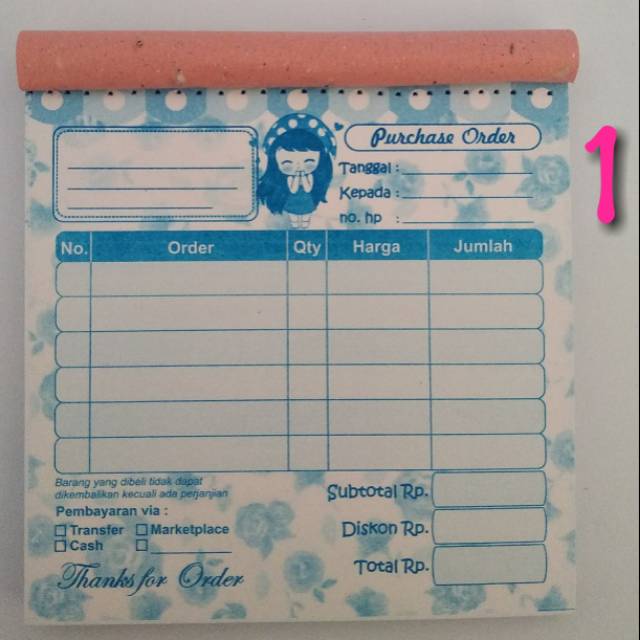 Purchase Order
Tanggal :
Kepada :
no. hp :
No. Order Qty Harga Jumlah
Barang yang dibeli tidak dapat
dikembalikan kecuali ada perjanjian
Pembayaran via :
Transfer Marketplace
Cash
Subtotal Rp.
Diskon Rp.
Total Rp.
Thanks for Order
1